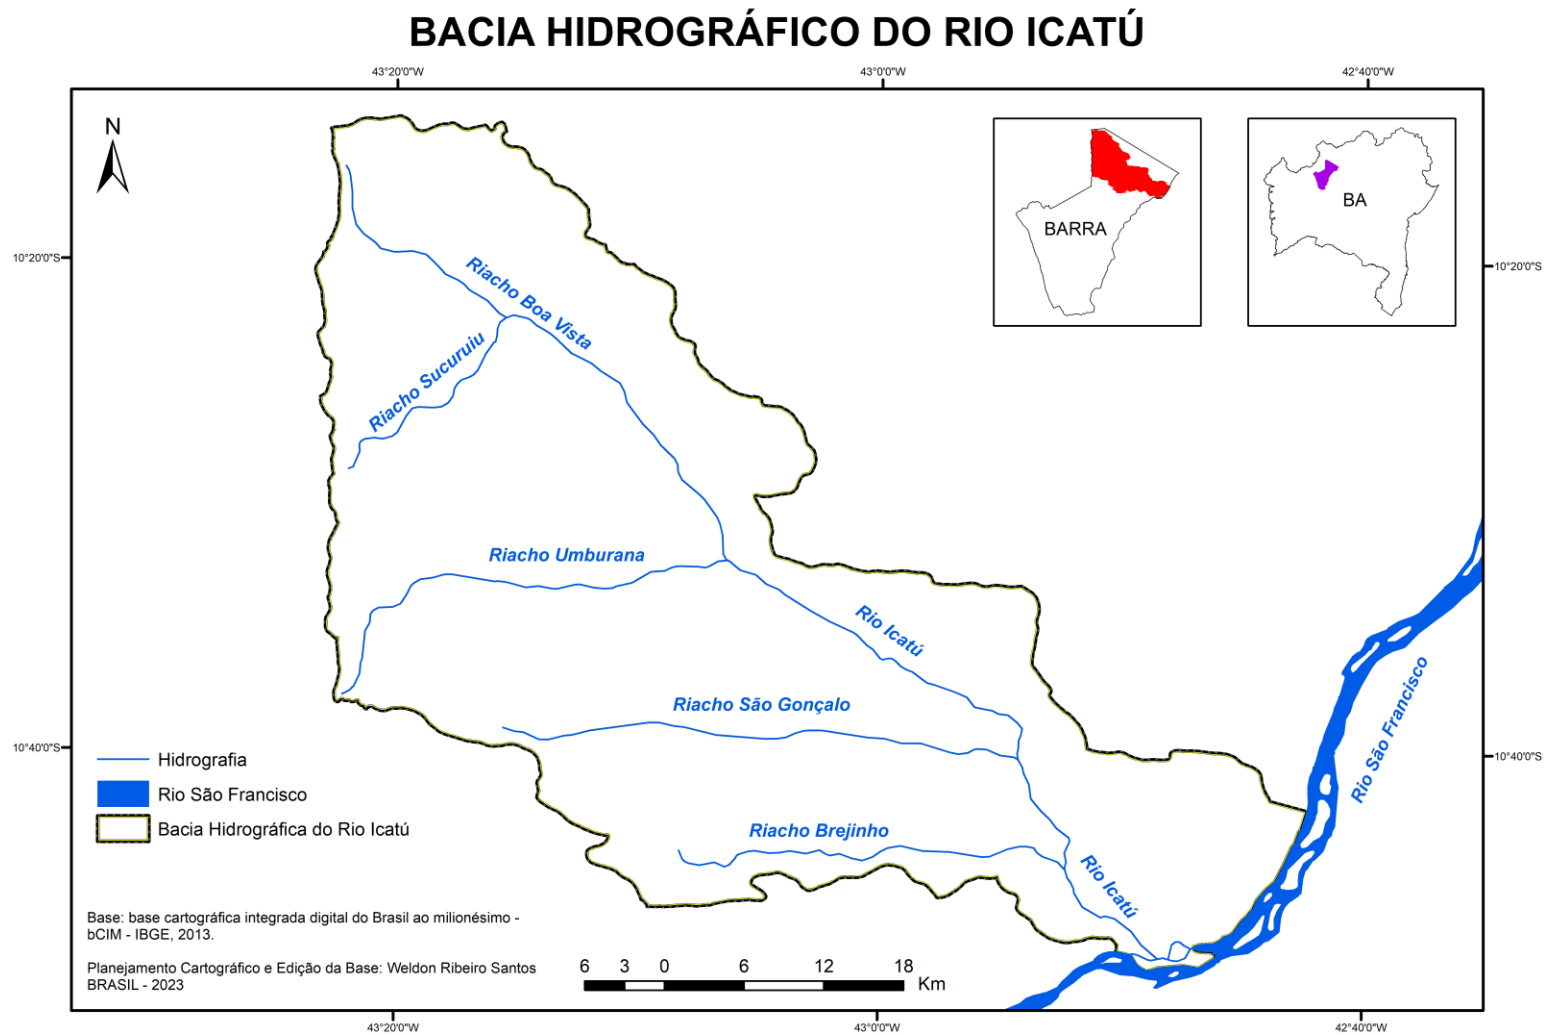 BACIA HIDROGRÁFICO DO RIO ICATÚ
43°20'0"W
43°0'0"W
42°40'0"W
N
BARRA
BA
10°20'0"S
10°20'0"S
Riacho Boa Vista
Riacho Sucuruiu
Riacho Umburana
Rio Icatú
Riacho São Gonçalo
Rio São Francisco
10°40'0"S
10°40'0"S
Hidrografia
Rio São Francisco
Bacia Hidrográfica do Rio Icatú
Riacho Brejinho
Rio Icatú
Base: base cartográfica integrada digital do Brasil ao milionésimo -
bCIM - IBGE, 2013.
Planejamento Cartográfico e Edição da Base: Weldon Ribeiro Santos
BRASIL - 2023
6 3 0 6 12 18
Km
43°20'0"W
43°0'0"W
42°40'0"W